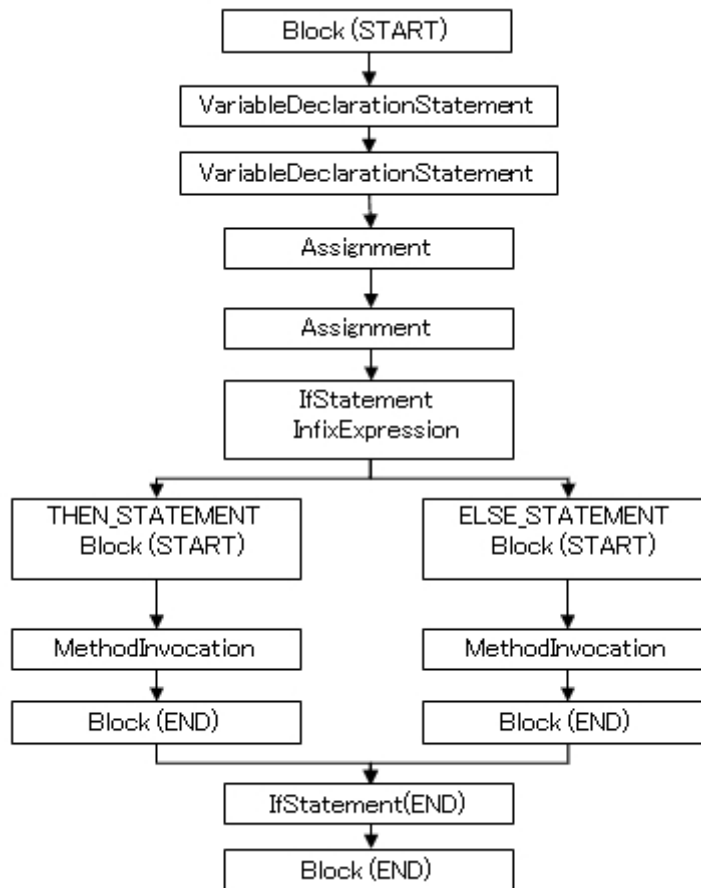 Block (START)
VariableDeclarationStatement
VariableDeclarationStatement
Assignment
Assignment
IfStatement
InfixExpression
THEN_STATEMENT
Block (START)
ELSE_STATEMENT
Block (START)
MethodInvocation
MethodInvocation
Block (END)
Block (END)
IfStatement(END)
Block (END)